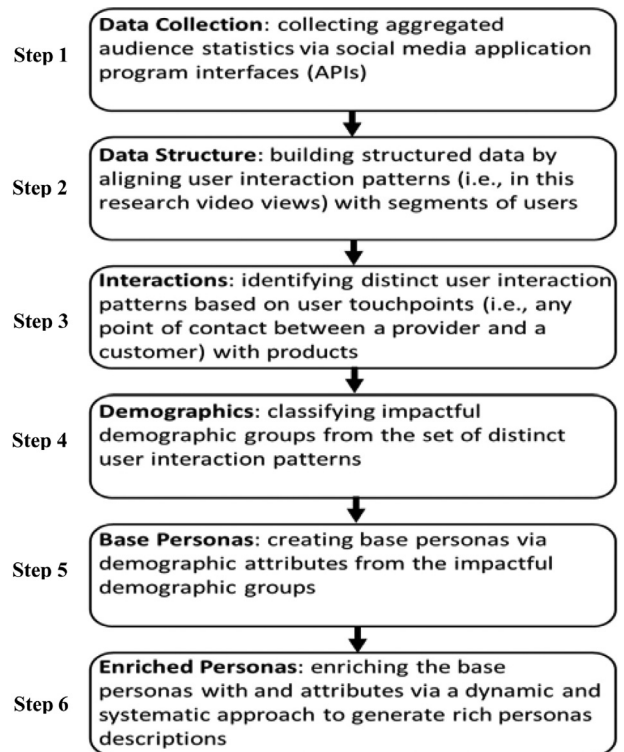 Step 1
Data Collection: collecting aggregated
audience statistics via social media application
program interfaces (APIs)
Step 2
Data Structure: building structured data by
aligning user interaction patterns (i.e., in this
research video views) with segments of users
Step 3
Interactions: identifying distinct user interaction
patterns based on user touchpoints (i.e., any
point of contact between a provider and a
customer) with products
Step 4
Demographics: classifying impactful
demographic groups from the set of distinct
user interaction patterns
Step 5
Base Personas: creating base personas via
demographic attributes from the impactful
demographic groups
Step 6
Enriched Personas: enriching the base
personas with and attributes via a dynamic and
systematic approach to generate rich personas
descriptions